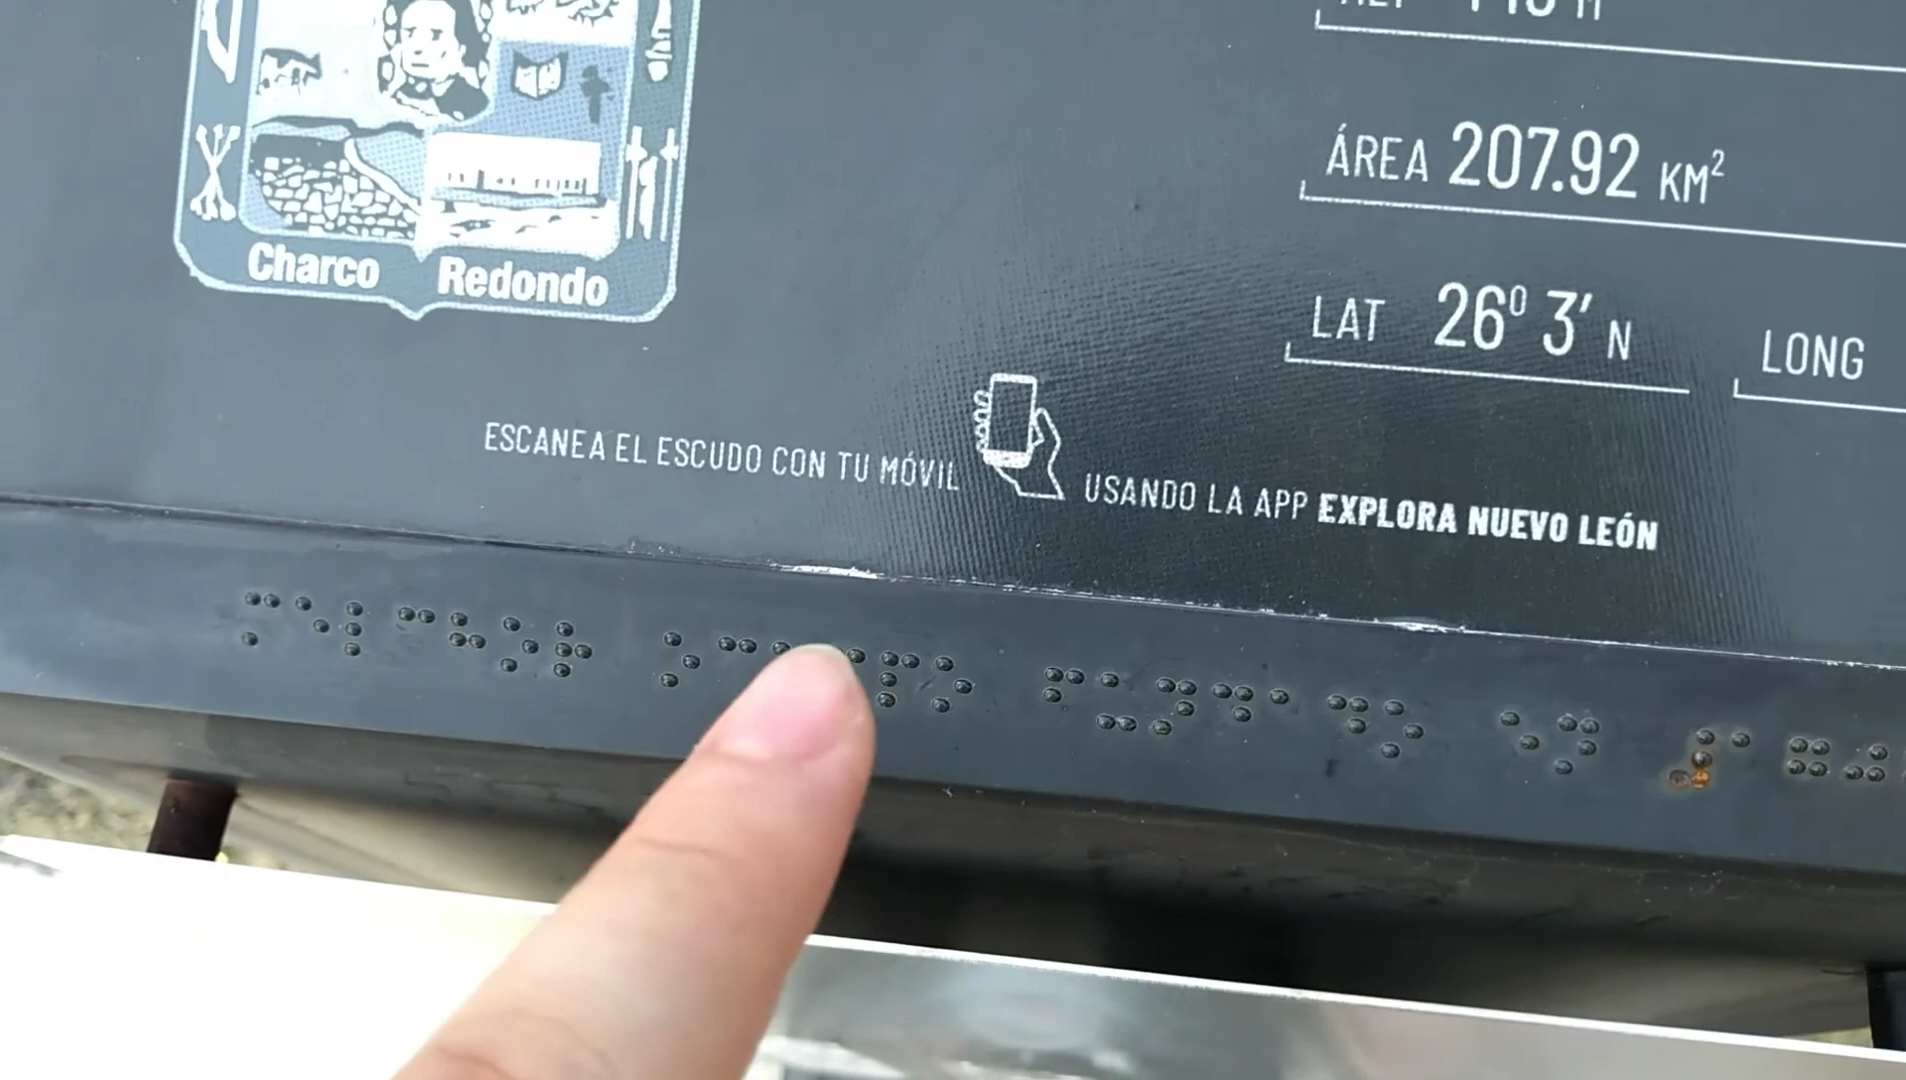 Charco Redondo
ÁREA 207.92 KM²
LAT 26º 3' N LONG
ESCANEA EL ESCUDO CON TU MÓVIL USANDO LA APP EXPLORA NUEVO LEÓN